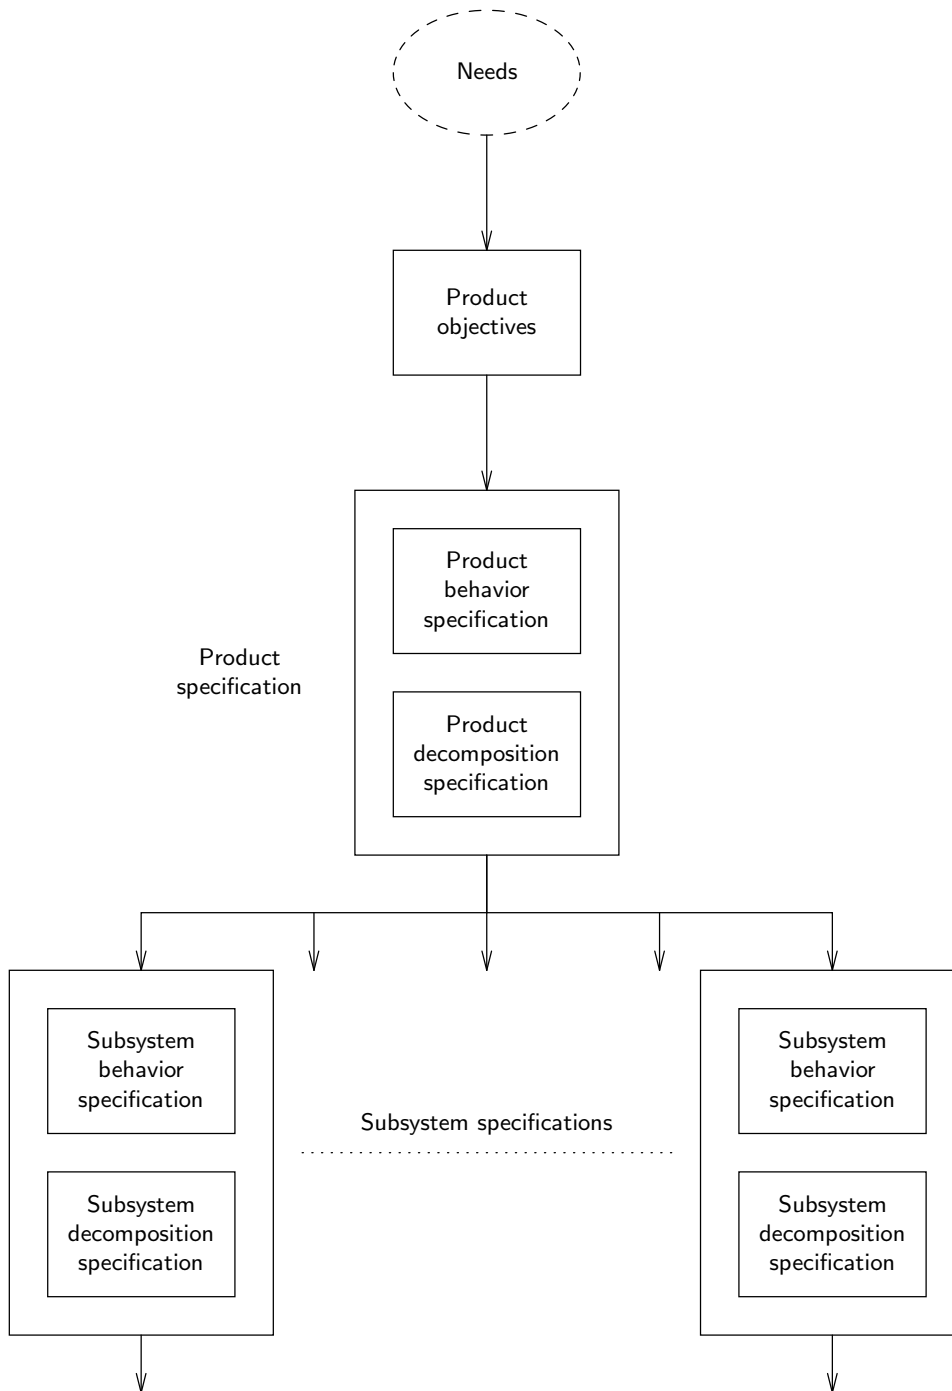 Needs
Product
objectives
Product
behavior
specification
Product
specification
Product
decomposition
specification
Subsystem
behavior
specification
Subsystem
behavior
specification
Subsystem specifications
Subsystem
decomposition
specification
Subsystem
decomposition
specification